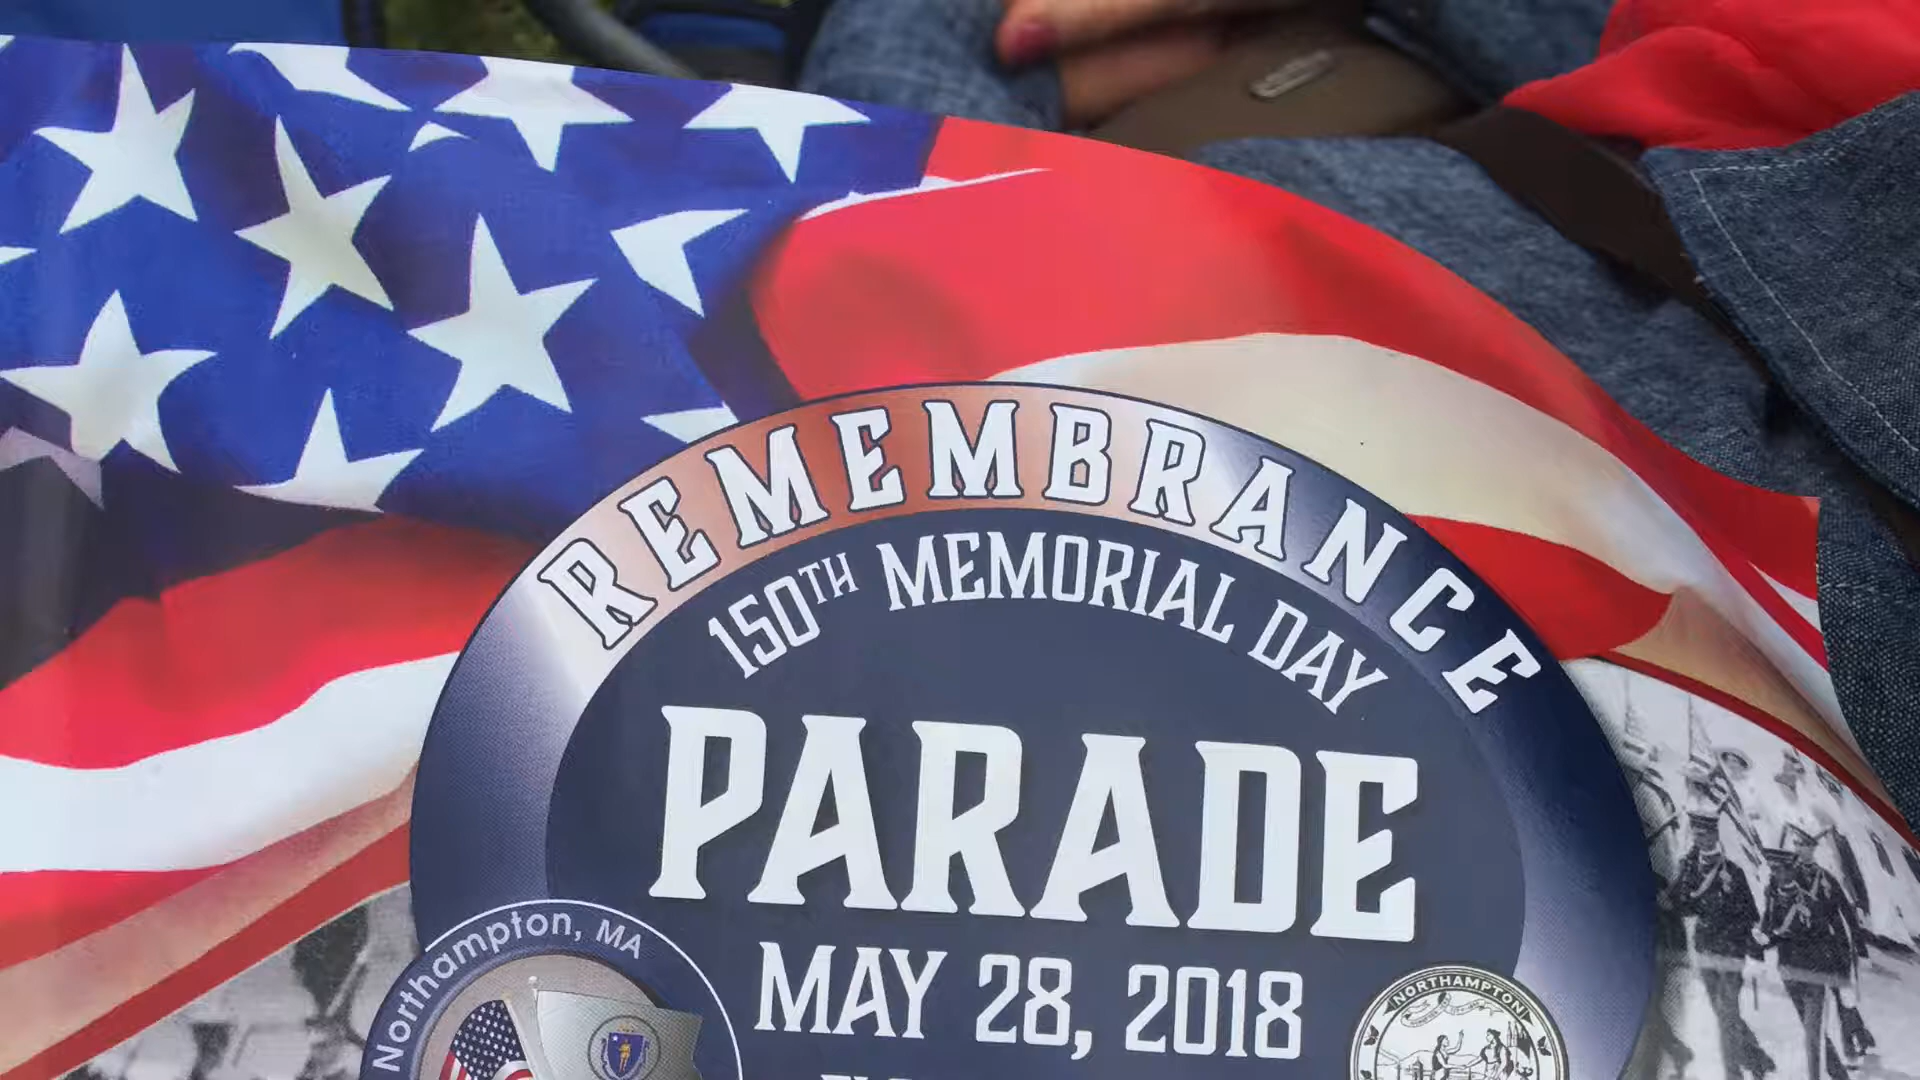 REMEMBRANCE
150TH MEMORIAL DAY
PARADE
MAY 28, 2018
Northampton, MA
NORTHAMPTON